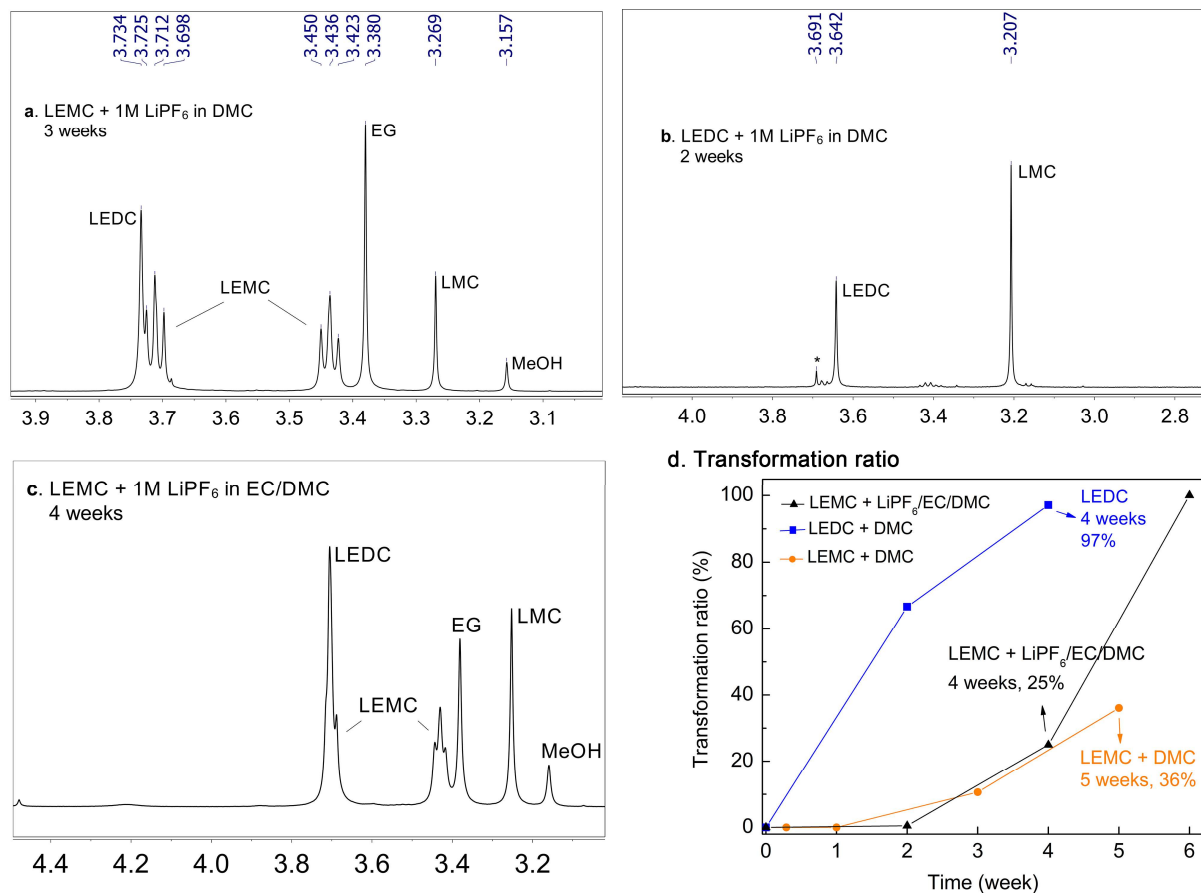 3.734
3.725
3.712
3.698
3.450
3.436
3.423
3.380
3.269
3.157
a. LEMC + 1M LiPF6 in DMC
3 weeks
EG
LEDC
LEMC
LMC
MeOH
3.9 3.8 3.7 3.6 3.5 3.4 3.3 3.2 3.1
3.691
3.642
3.207
b. LEDC + 1M LiPF6 in DMC
2 weeks
LMC
LEDC
*
4.0 3.8 3.6 3.4 3.2 3.0 2.8
c. LEMC + 1M LiPF6 in EC/DMC
4 weeks
LEDC
LMC
EG
LEMC
MeOH
4.4 4.2 4.0 3.8 3.6 3.4 3.2
d. Transformation ratio
LEMC + LiPF6/EC/DMC
LEDC + DMC
LEMC + DMC
LEDC
4 weeks
97%
LEMC + LiPF6/EC/DMC
4 weeks, 25%
LEMC + DMC
5 weeks, 36%
Transformation ratio (%)
100
80
60
40
20
0
0 1 2 3 4 5 6
Time (week)